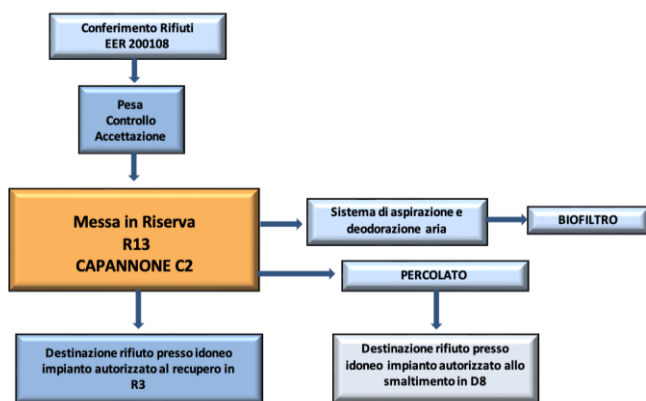 Conferimento Rifiuti
EER 200108
Pesa
Controllo
Accettazione
Messa in Riserva
R13
CAPANNONE C2
Sistema di aspirazione e
deodorazione aria
BIOFILTRO
PERCOLATO
Destinazione rifiuto presso idoneo
impianto autorizzato al recupero in
R3
Destinazione rifiuto presso
idoneo impianto autorizzato allo
smaltimento in D8